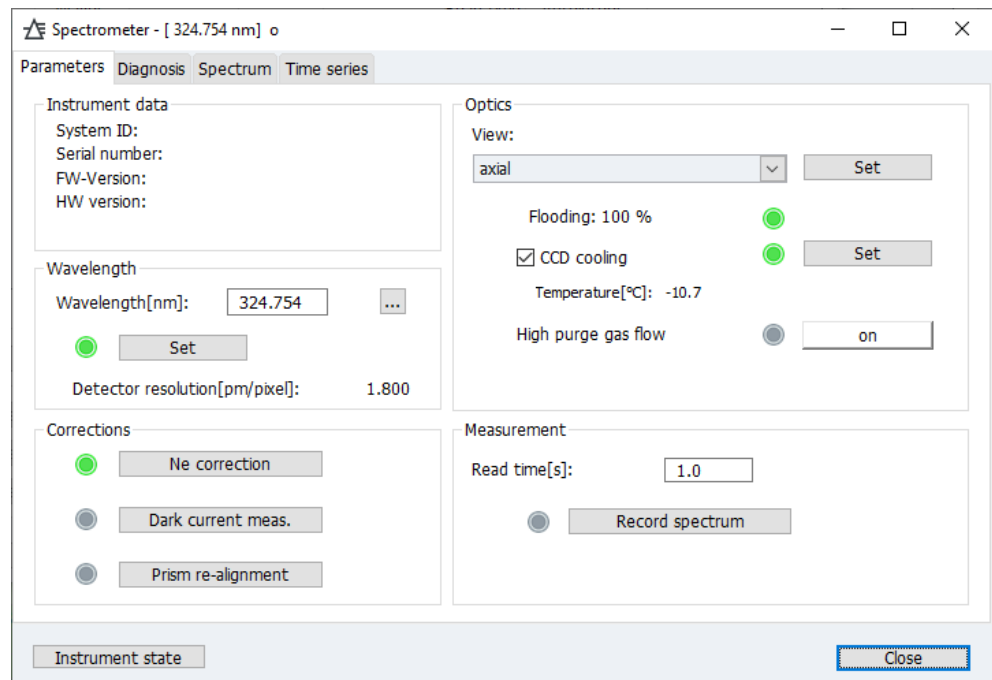 Spectrometer - [ 324.754 nm] o
Parameters Diagnosis Spectrum Time series
Instrument data
System ID:
Serial number:
FW-Version:
HW version:
Wavelength
Wavelength[nm]: 324.754 ...
Set
Detector resolution[pm/pixel]: 1.800
Corrections
Ne correction
Dark current meas.
Prism re-alignment
Optics
View:
axial Set
Flooding: 100 %
CCD cooling Set
Temperature[°C]: -10.7
High purge gas flow on
Measurement
Read time[s]: 1.0
Record spectrum
Instrument state Close